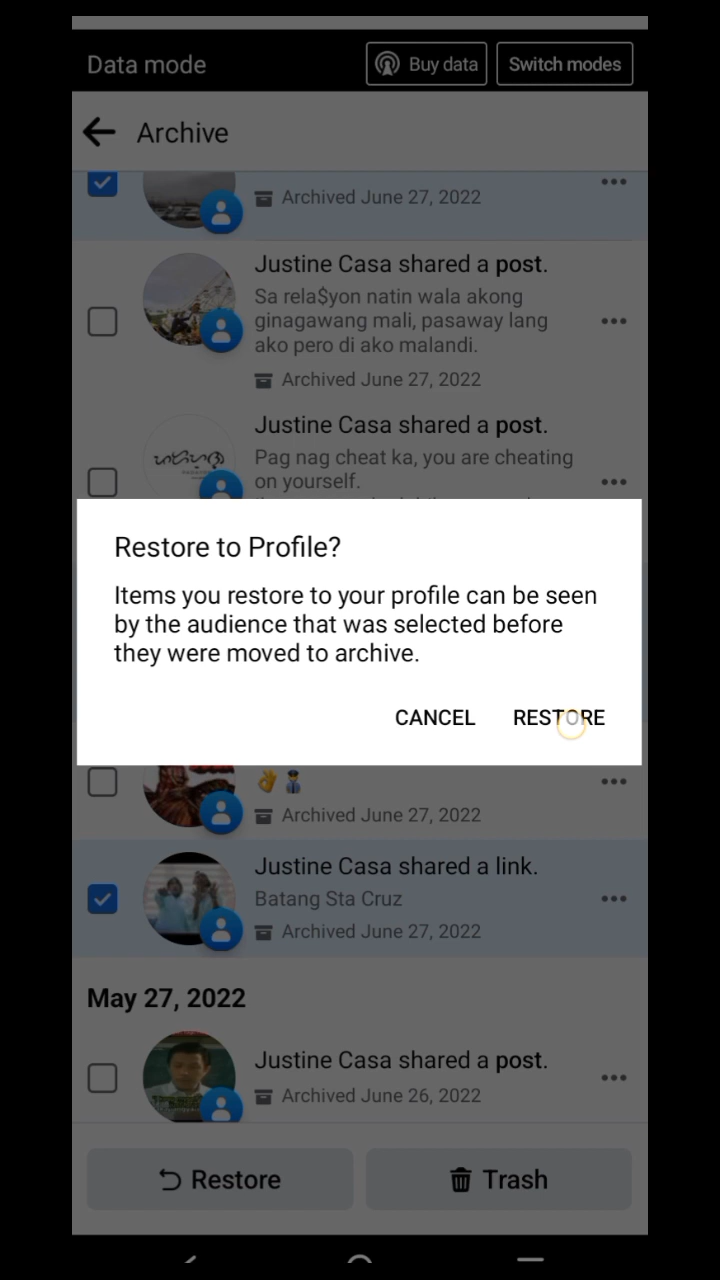 Data mode
Buy data
Switch modes
Archive
Archived June 27, 2022
Justine Casa shared a post.
Sa rela$yon natin wala akong
ginagawang mali, pasaway lang
ako pero di ako malandi.
Archived June 27, 2022
Justine Casa shared a post.
Pag nag cheat ka, you are cheating
on yourself.
Restore to Profile?
Items you restore to your profile can be seen
by the audience that was selected before
they were moved to archive.
CANCEL
RESTORE
👌👮
Archived June 27, 2022
Justine Casa shared a link.
Batang Sta Cruz
Archived June 27, 2022
May 27, 2022
Justine Casa shared a post.
Archived June 26, 2022
Restore
Trash